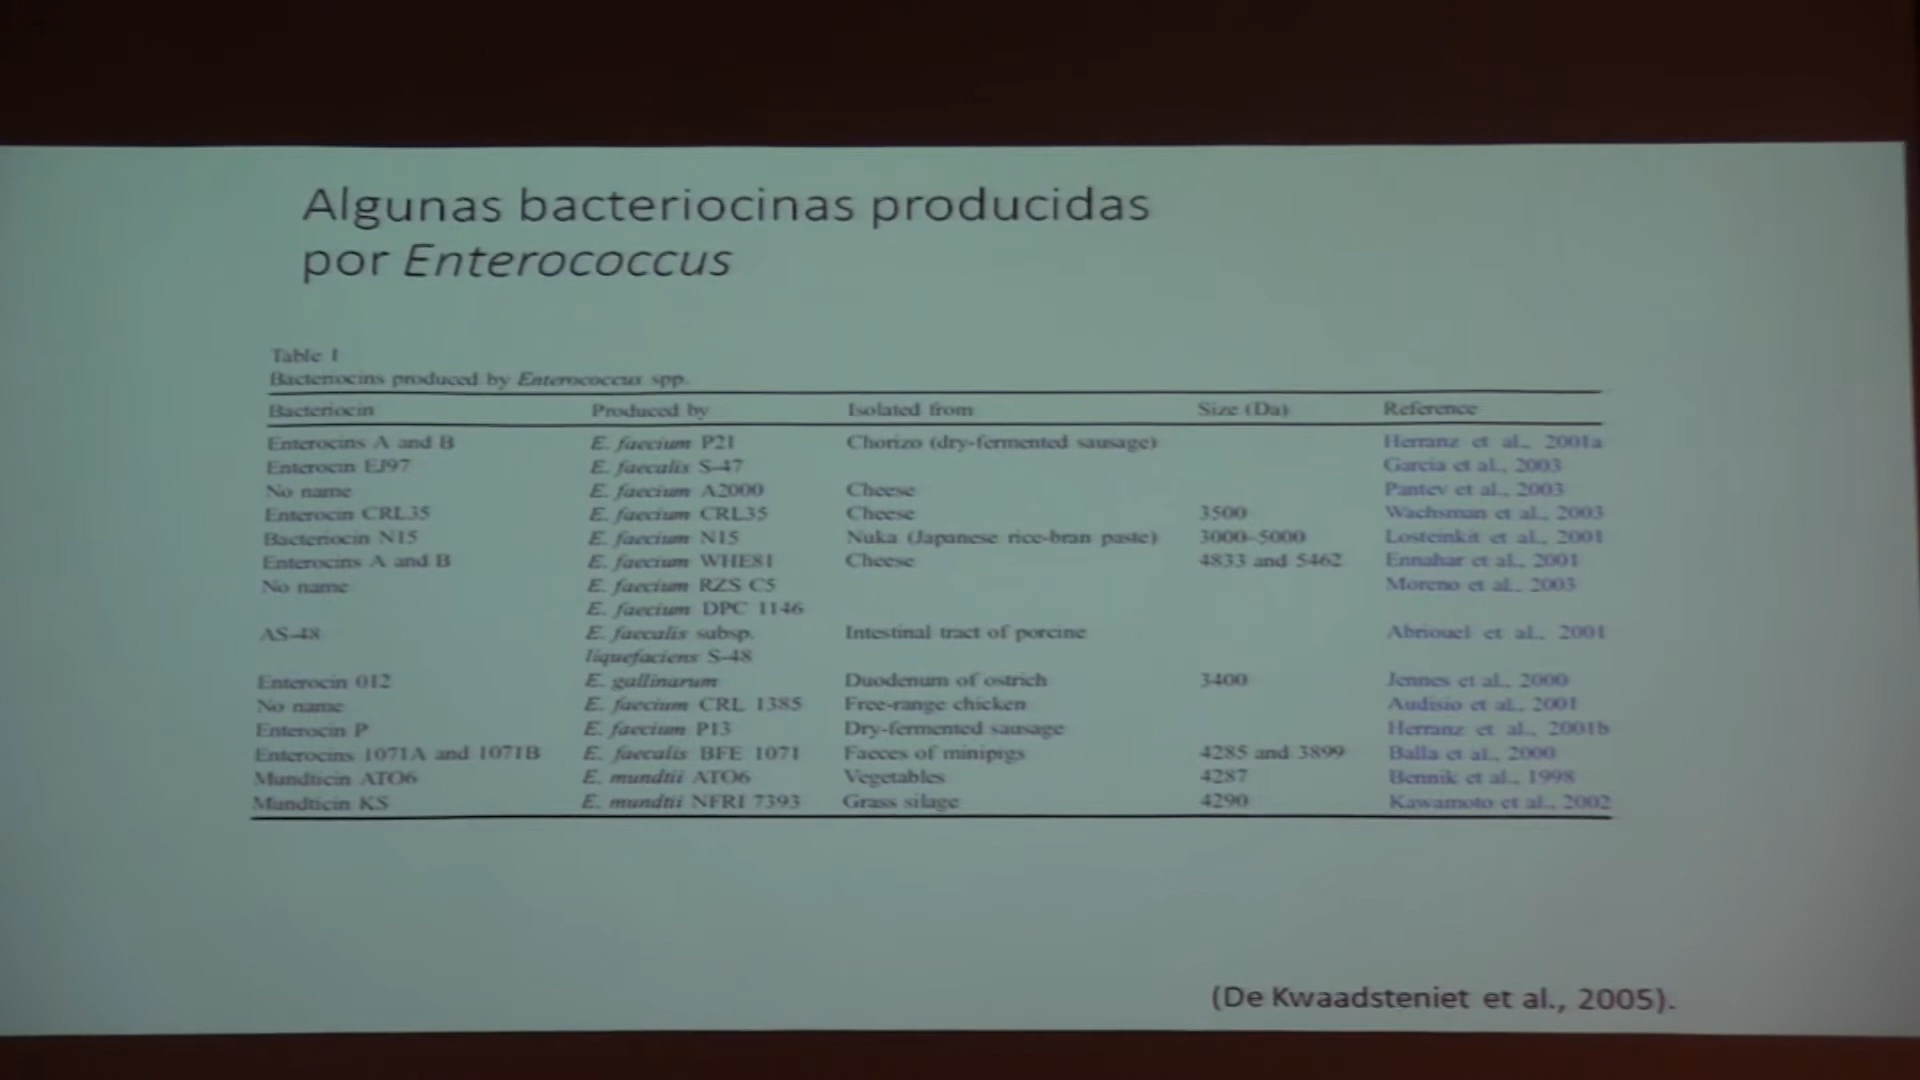 Algunas bacteriocinas producidas
por Enterococcus
Table 1
Bacteriocins produced by Enterococcus spp.
Bacteriocin Produced by Isolated from Size (Da) Reference
Enterocins A and B E. faecium P21 Chorizo (dry-fermented sausage) Herranz et al., 2001a
Enterocin EJ97 E. faecalis S-47 Garcia et al., 2003
No name E. faecium A2000 Cheese Pantev et al., 2003
Enterocin CRL35 E. faecium CRL35 Cheese 3500 Wachsman et al., 2003
Bacteriocin N15 E. faecium N15 Nuka (Japanese rice-bran paste) 3000–5000 Losteinkit et al., 2001
Enterocins A and B E. faecium WHE81 Cheese 4833 and 5462 Ennahar et al., 2001
No name E. faecium RZS C5 Moreno et al., 2003
E. faecium DPC 1146
AS-48 E. faecalis subsp. Intestinal tract of porcine Abriouel et al., 2001
liquefaciens S-48
Enterocin 012 E. gallinarum Duodenum of ostrich 3400 Jennes et al., 2000
No name E. faecium CRL 1385 Free-range chicken Audisio et al., 2001
Enterocin P E. faecium P13 Dry-fermented sausage Herranz et al., 2001b
Enterocins 1071A and 1071B E. faecalis BFE 1071 Faeces of minipigs 4285 and 3899 Balla et al., 2000
Mundticin ATO6 E. mundtii ATO6 Vegetables 4287 Bennik et al., 1998
Mundticin KS E. mundtii NFRI 7393 Grass silage 4290 Kawamoto et al., 2002
(De Kwaadsteniet et al., 2005).